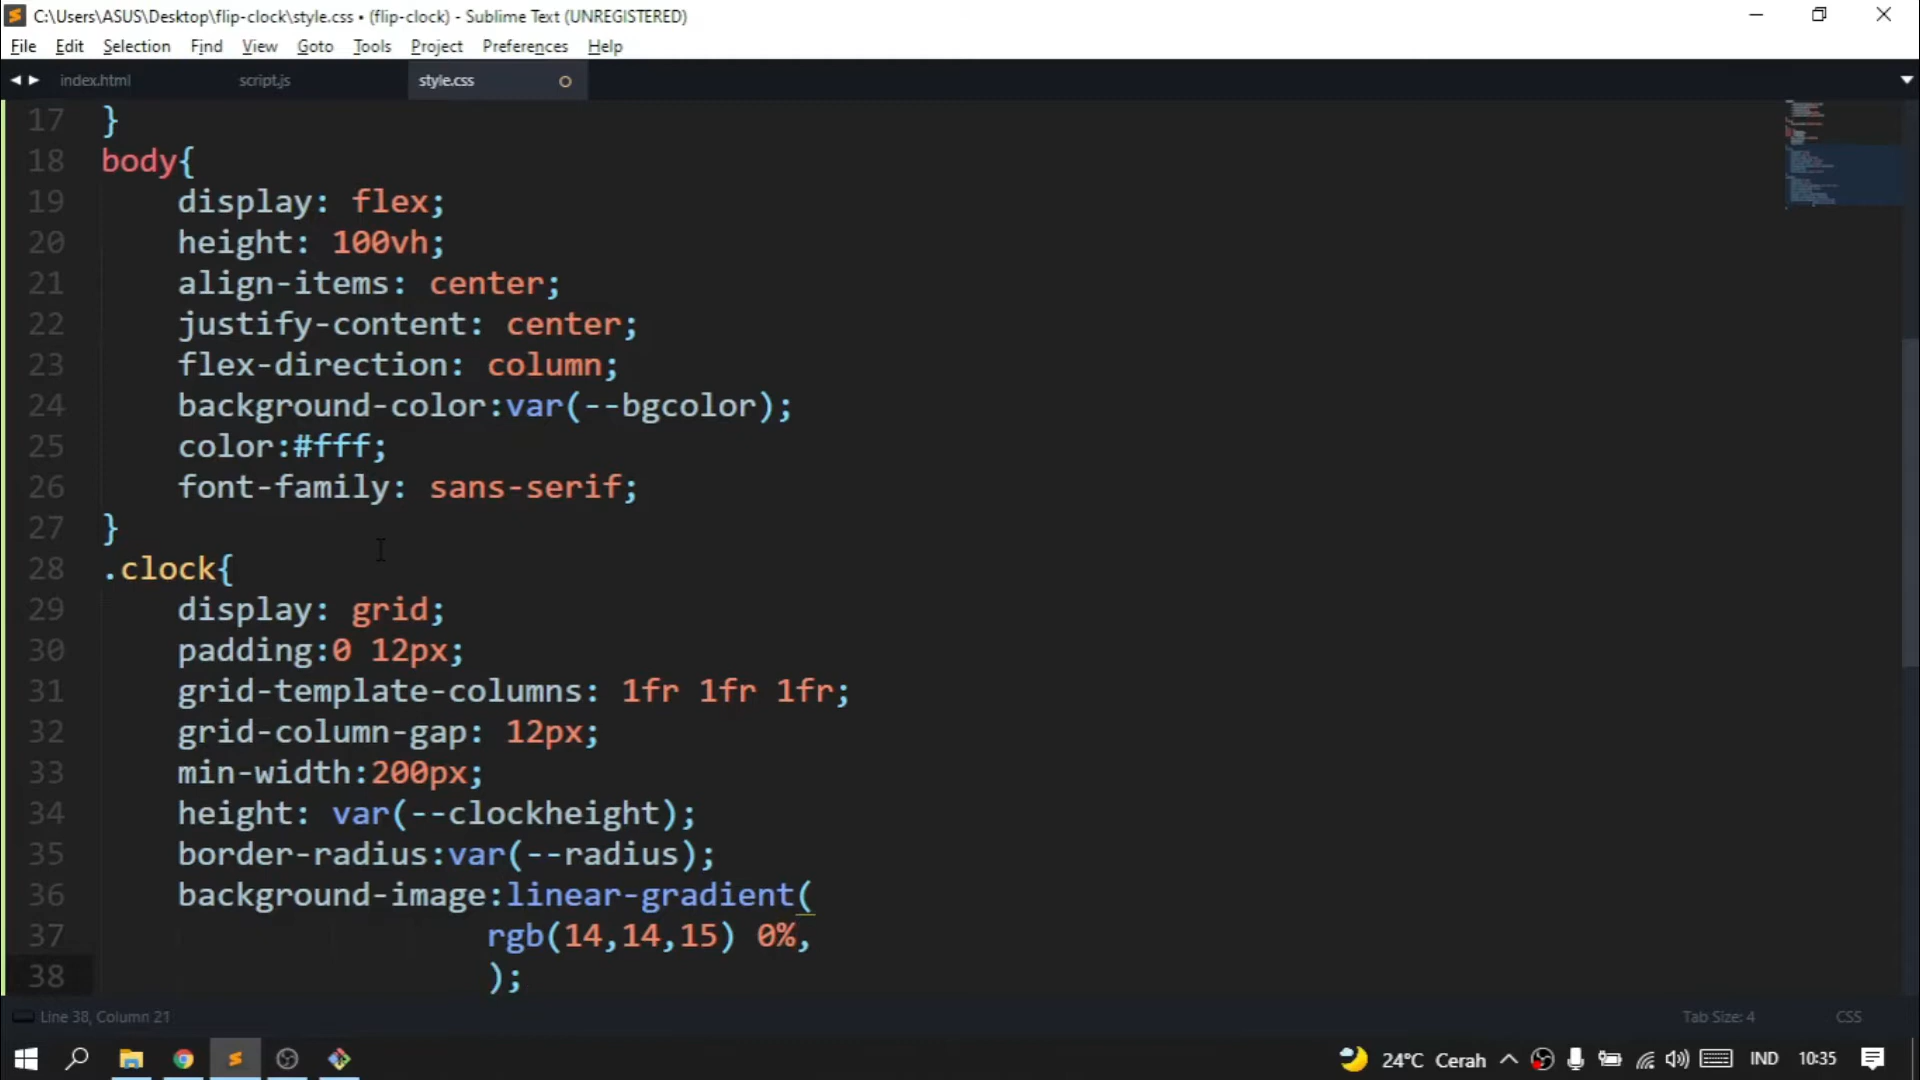 C:\Users\ASUS\Desktop\flip-clock\style.css • (flip-clock) - Sublime Text (UNREGISTERED)
File Edit Selection Find View Goto Tools Project Preferences Help
index.html script.js style.css
17 }
18 body{
19 display: flex;
20 height: 100vh;
21 align-items: center;
22 justify-content: center;
23 flex-direction: column;
24 background-color:var(--bgcolor);
25 color:#fff;
26 font-family: sans-serif;
27 }
28 .clock{
29 display: grid;
30 padding:0 12px;
31 grid-template-columns: 1fr 1fr 1fr;
32 grid-column-gap: 12px;
33 min-width:200px;
34 height: var(--clockheight);
35 border-radius:var(--radius);
36 background-image:linear-gradient(
37 rgb(14,14,15) 0%,
38 );
Line 38, Column 21 Tab Size: 4 CSS
24°C Cerah IND 10:35